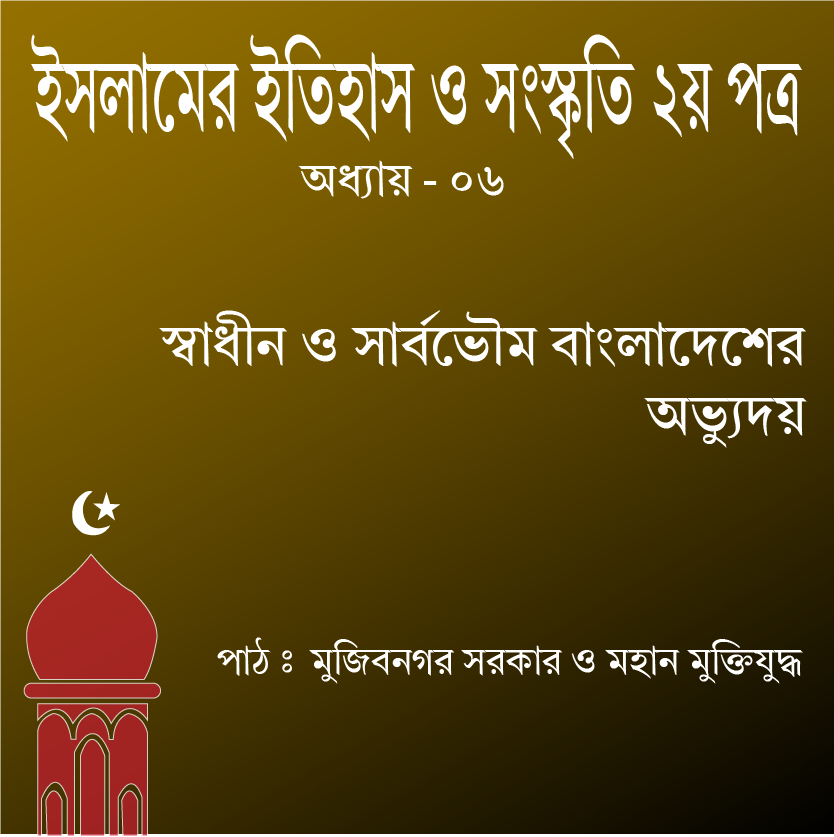 ইসলামের ইতিহাস ও সংস্কৃতি ২য় পত্র
অধ্যায় - ০৬
স্বাধীন ও সার্বভৌম বাংলাদেশের
অভ্যুদয়
পাঠ ঃ মুজিবনগর সরকার ও মহান মুক্তিযুদ্ধ